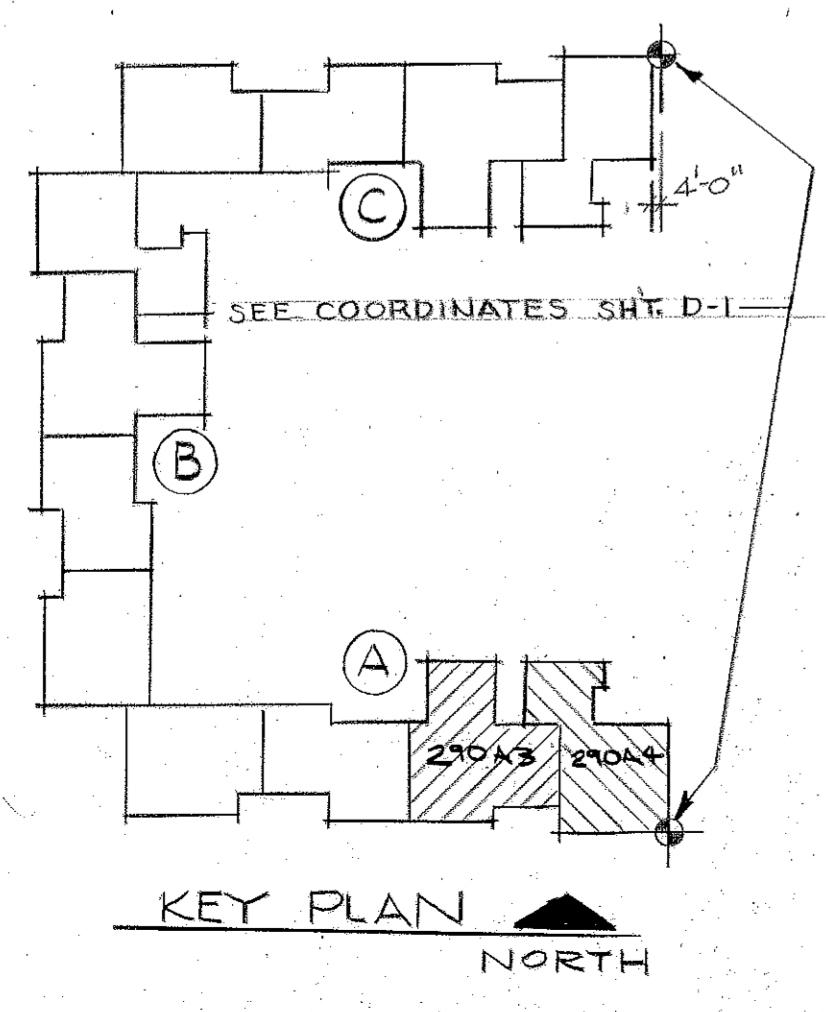 C
4'-0"
SEE COORDINATES SHT. D-1
B
A
290A3
290A4
KEY PLAN
NORTH